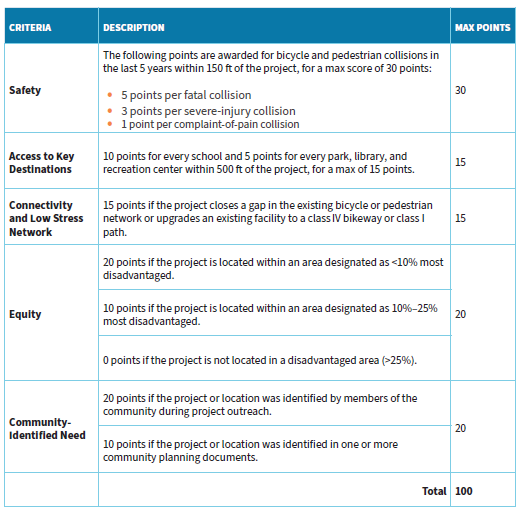 CRITERIA DESCRIPTION MAX POINTS
Safety
The following points are awarded for bicycle and pedestrian collisions in
the last 5 years within 150 ft of the project, for a max score of 30 points:
• 5 points per fatal collision
• 3 points per severe-injury collision
• 1 point per complaint-of-pain collision
30
Access to Key
Destinations
10 points for every school and 5 points for every park, library, and
recreation center within 500 ft of the project, for a max of 15 points.
15
Connectivity
and Low Stress
Network
15 points if the project closes a gap in the existing bicycle or pedestrian
network or upgrades an existing facility to a class IV bikeway or class I
path.
15
Equity
20 points if the project is located within an area designated as <10% most
disadvantaged.
10 points if the project is located within an area designated as 10%–25%
most disadvantaged.
0 points if the project is not located in a disadvantaged area (>25%).
20
Community-
Identified Need
20 points if the project or location was identified by members of the
community during project outreach.
10 points if the project or location was identified in one or more
community planning documents.
20
Total 100